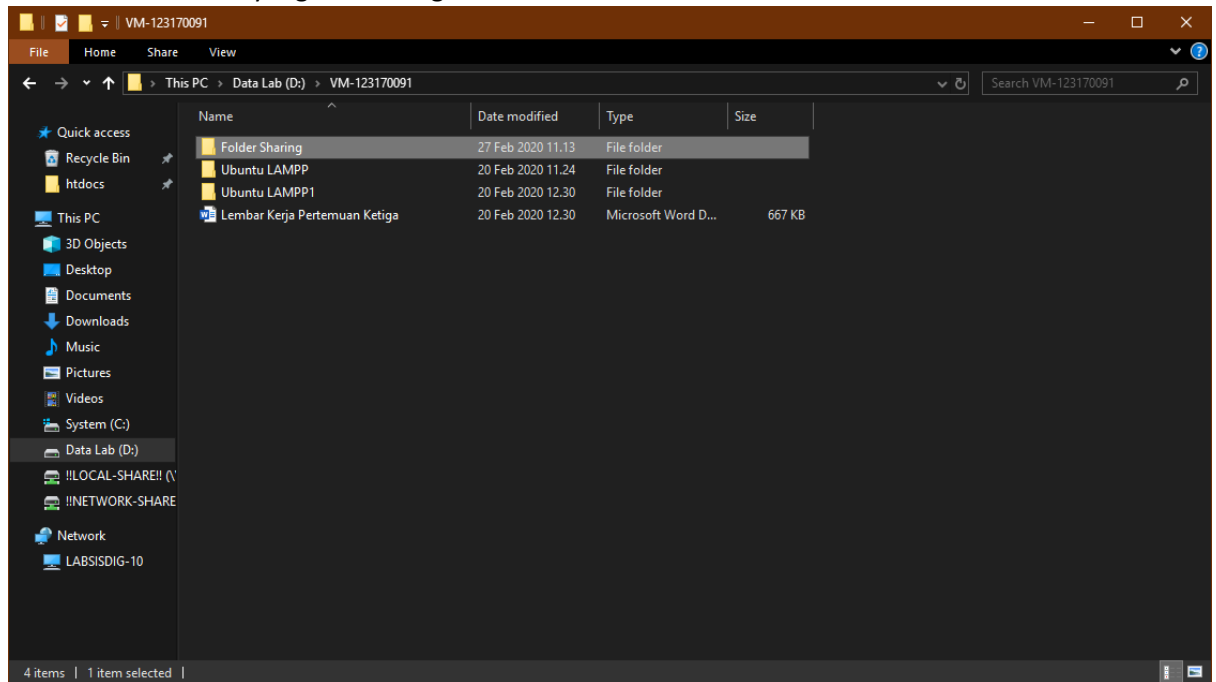 VM-123170091
File Home Share View
This PC > Data Lab (D:) > VM-123170091
Search VM-123170091
Name Date modified Type Size
Folder Sharing 27 Feb 2020 11.13 File folder
Ubuntu LAMPP 20 Feb 2020 11.24 File folder
Ubuntu LAMPP1 20 Feb 2020 12.30 File folder
Lembar Kerja Pertemuan Ketiga 20 Feb 2020 12.30 Microsoft Word D... 667 KB
Quick access
Recycle Bin
htdocs
This PC
3D Objects
Desktop
Documents
Downloads
Music
Pictures
Videos
System (C:)
Data Lab (D:)
!!LOCAL-SHARE!! (\'
!!NETWORK-SHARE
Network
LABSISDIG-10
4 items | 1 item selected |